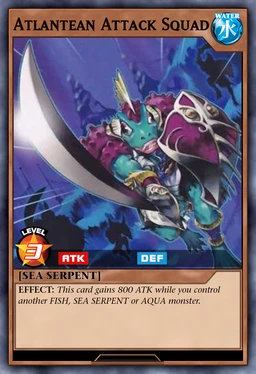 ATLANTEAN ATTACK SQUAD
WATER
水
LEVEL
3
ATK
DEF
[SEA SERPENT]
EFFECT: This card gains 800 ATK while you control
another FISH, SEA SERPENT or AQUA monster.